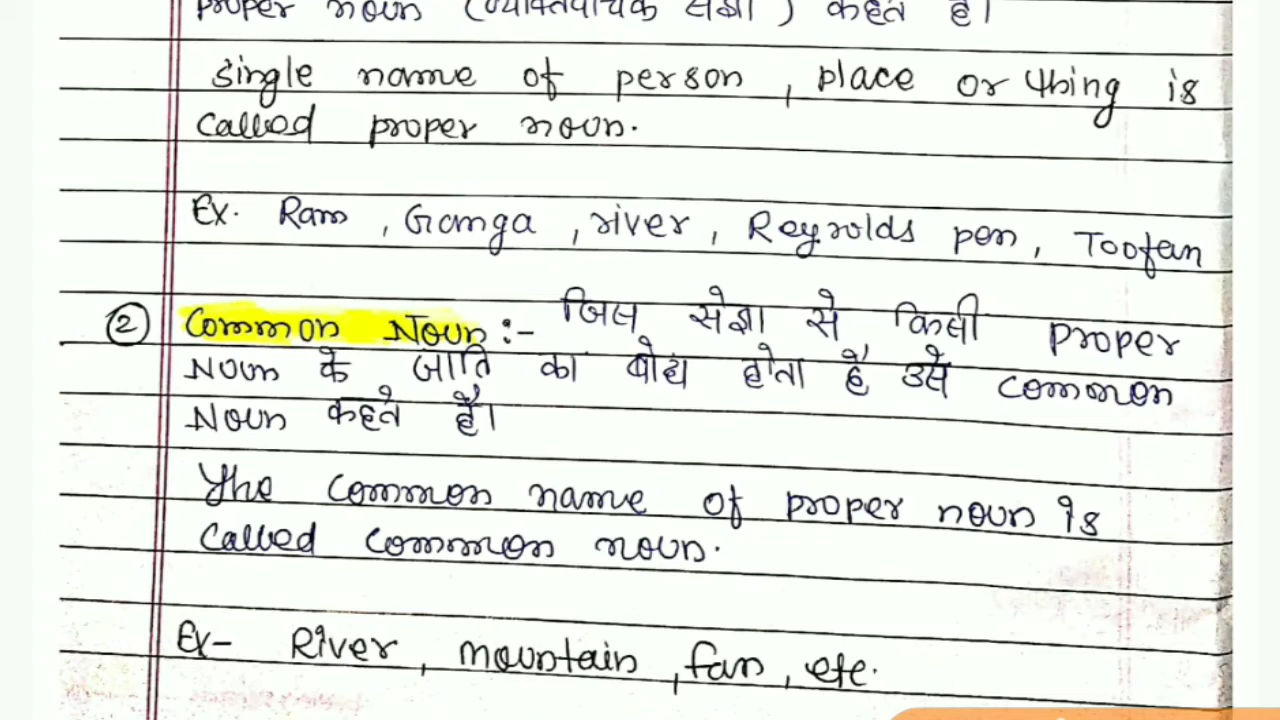 proper noun (व्यक्तिवाचक संज्ञा) कहते है।
single name of person, place or thing is
called proper noun.
Ex. Ram, Ganga, river, Reynolds pen, Toofan
② Common Noun :- जिस संज्ञा से किसी proper
Noun के जाति का बोध होता है उसे common
Noun कहते है।
The common name of proper noun is
called common noun.
Ex- River, mountain, fan, etc.